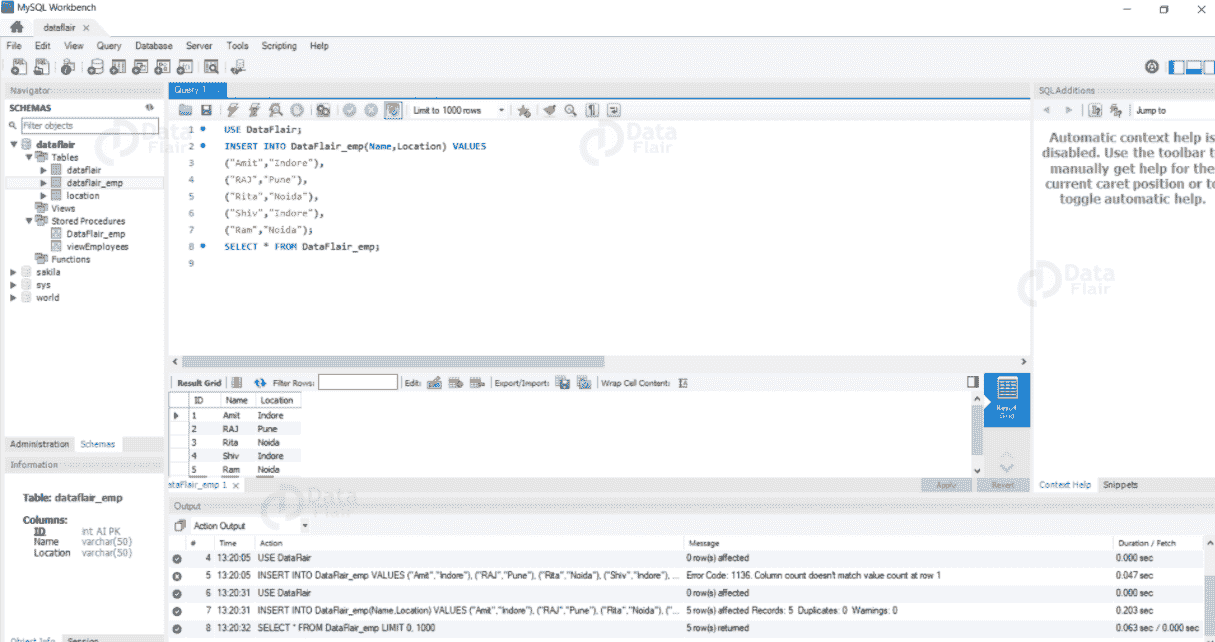 MySQL Workbench
dataflair
File Edit View Query Database Server Tools Scripting Help
Navigator
SCHEMAS
Filter objects
dataflair
Tables
dataflair
dataflair_emp
location
Views
Stored Procedures
DataFlair_emp
viewEmployees
Functions
sakila
sys
world
Administration Schemas
Information
Table: dataflair_emp
Columns:
ID int AI PK
Name varchar(50)
Location varchar(50)
Object Info Session
Query 1
Limit to 1000 rows
1 USE DataFlair;
2 INSERT INTO DataFlair_emp(Name,Location) VALUES
3 ("Amit","Indore"),
4 ("RAJ","Pune"),
5 ("Rita","Noida"),
6 ("Shiv","Indore"),
7 ("Ram","Noida");
8 SELECT * FROM DataFlair_emp;
9
Data
Flair
Data
Flair
Data
Flair
Data
Flair
Result Grid Filter Rows: Edit: Export/Import: Wrap Cell Content:
ID Name Location
1 Amit Indore
2 RAJ Pune
3 Rita Noida
4 Shiv Indore
5 Ram Noida
Result
Grid
ataFlair_emp 1 Apply Revert
SQLAdditions
Jump to
Automatic context help is
disabled. Use the toolbar t
manually get help for the
current caret position or to
toggle automatic help.
Context Help Snippets
Output
Action Output
# Time Action Message Duration / Fetch
4 13:20:05 USE DataFlair 0 row(s) affected 0.000 sec
5 13:20:05 INSERT INTO DataFlair_emp VALUES ("Amit","Indore"), ("RAJ","Pune"), ("Rita","Noida"), ("Shiv","Indore"), ... Error Code: 1136. Column count doesn't match value count at row 1 0.047 sec
6 13:20:31 USE DataFlair 0 row(s) affected 0.000 sec
7 13:20:31 INSERT INTO DataFlair_emp(Name,Location) VALUES ("Amit","Indore"), ("RAJ","Pune"), ("Rita","Noida"), ("... 5 row(s) affected Records: 5 Duplicates: 0 Warnings: 0 0.203 sec
8 13:20:32 SELECT * FROM DataFlair_emp LIMIT 0, 1000 5 row(s) returned 0.063 sec / 0.000 sec